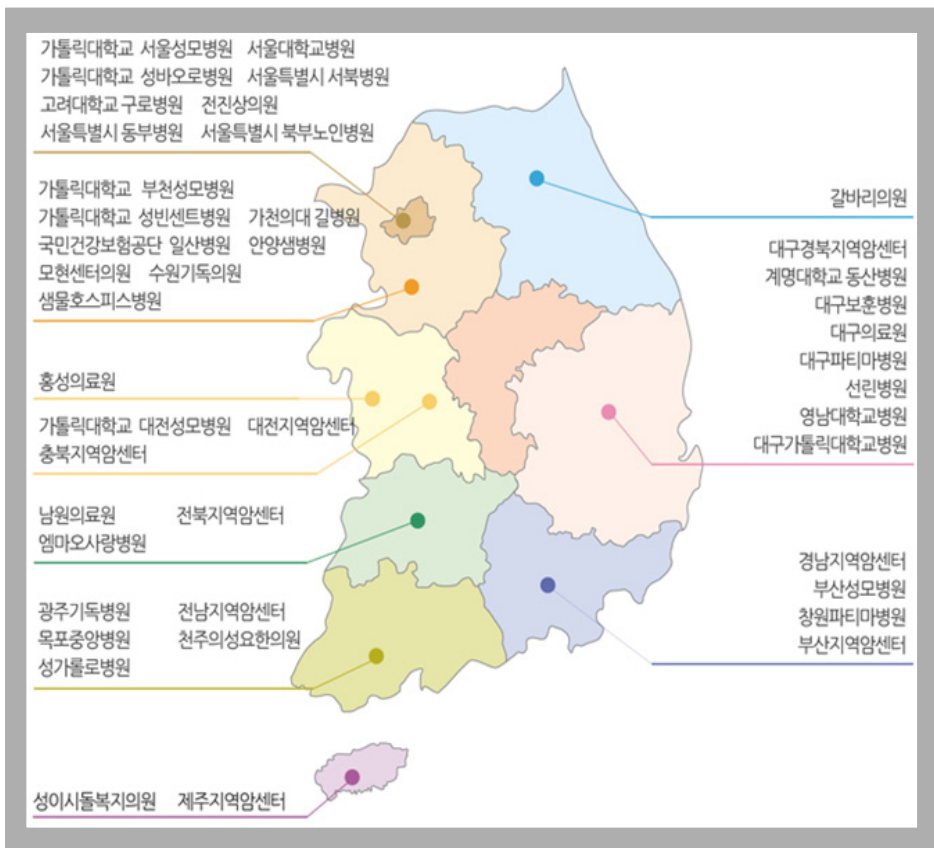 가톨릭대학교 서울성모병원 서울대학교병원
가톨릭대학교 성바오로병원 서울특별시 서북병원
고려대학교 구로병원 전진상의원
서울특별시 동부병원 서울특별시 북부노인병원
가톨릭대학교 부천성모병원
가톨릭대학교 성빈센트병원 가천의대 길병원
국민건강보험공단 일산병원 안양샘병원
모현센터의원 수원기독의원
샘물호스피스병원
홍성의료원
가톨릭대학교 대전성모병원 대전지역암센터
충북지역암센터
남원의료원 전북지역암센터
엠마오사랑병원
광주기독병원 전남지역암센터
목포중앙병원 천주의성요한의원
성가롤로병원
성이시돌복지의원 제주지역암센터
갈바리의원
대구경북지역암센터
계명대학교 동산병원
대구보훈병원
대구의료원
대구파티마병원
선린병원
영남대학교병원
대구가톨릭대학교병원
경남지역암센터
부산성모병원
창원파티마병원
부산지역암센터